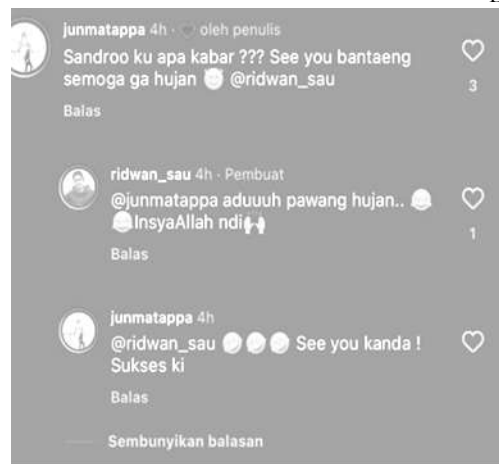 junmatappa 4h · oleh penulis
Sandroo ku apa kabar ??? See you bantaeng
semoga ga hujan 😇 @ridwan_sau
3
Balas
ridwan_sau 4h · Pembuat
@junmatappa aduuuh pawang hujan..
InsyaAllah ndi🙌
1
Balas
junmatappa 4h
@ridwan_sau 🤣🤣🤣 See you kanda !
Sukses ki
Balas
Sembunyikan balasan